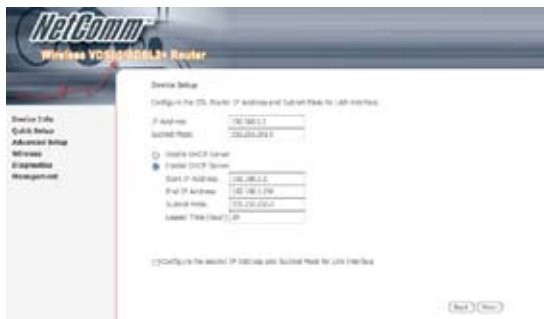 NetComm
Wireless VDSL2/ADSL2+ Router
Device Setup
Configure the DSL Router IP Address and Subnet Mask for LAN interface.
Device Info
Quick Setup
Advanced Setup
Wireless
Diagnostics
Management
IP Address:
Subnet Mask:
Disable DHCP Server
Enable DHCP Server
Start IP Address:
End IP Address:
Subnet Mask:
Leased Time (hour):
Configure the second IP Address and Subnet Mask for LAN interface
Back Next